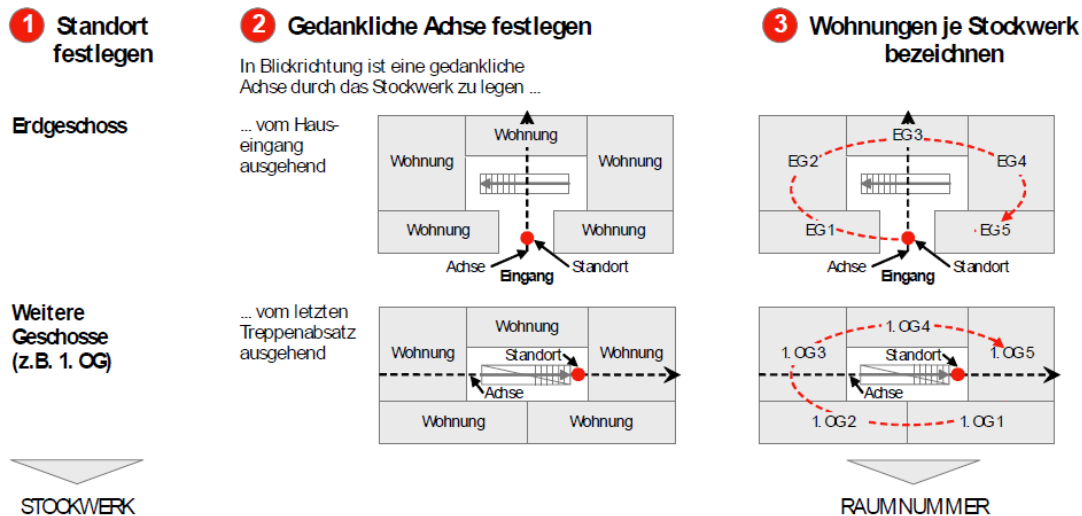 1 Standort
festlegen
2 Gedankliche Achse festlegen
In Blickrichtung ist eine gedankliche
Achse durch das Stockwerk zu legen ...
3 Wohnungen je Stockwerk
bezeichnen
Erdgeschoss
... vom Haus-
eingang
ausgehend
Wohnung
Wohnung
Wohnung
Wohnung
Wohnung
Achse
Eingang
Standort
EG3
EG2
EG4
EG1
EG5
Achse
Eingang
Standort
Weitere
Geschosse
(z.B. 1. OG)
... vom letzten
Treppenabsatz
ausgehend
Wohnung
Wohnung
Standort
Wohnung
Achse
Wohnung
Wohnung
1. OG4
1. OG3
Standort
1. OG5
Achse
1. OG2
1. OG1
STOCKWERK
RAUMNUMMER